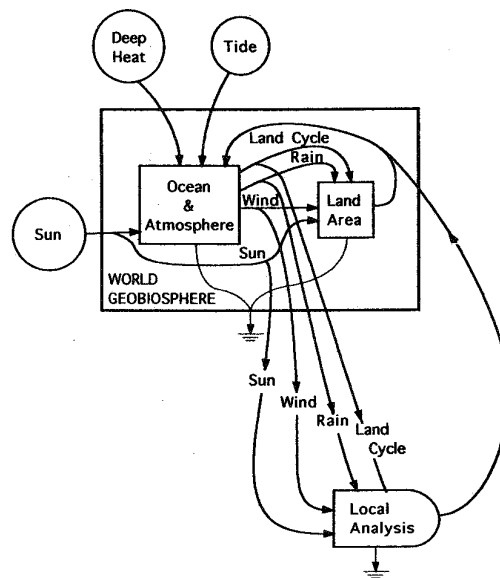 Deep
Heat
Tide
Land Cycle
Rain
Ocean
&
Atmosphere
Wind
Land
Area
Sun
Sun
WORLD
GEOBIOSPHERE
Sun
Wind
Rain
Land
Cycle
Local
Analysis